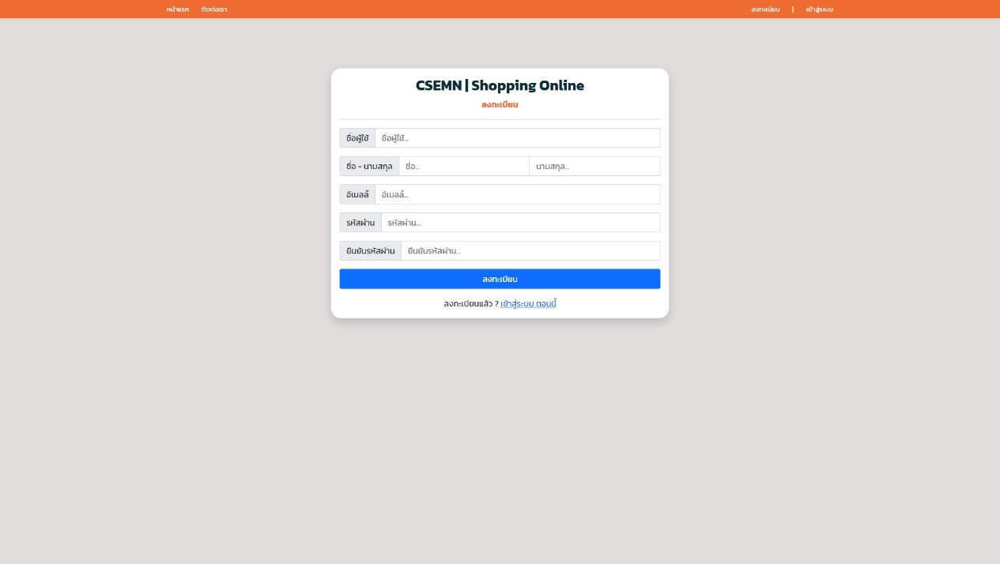 หน้าแรก ติดต่อเรา ลงทะเบียน | เข้าสู่ระบบ
CSEMN | Shopping Online
ลงทะเบียน
ชื่อผู้ใช้ ชื่อผู้ใช้...
ชื่อ - นามสกุล ชื่อ... นามสกุล...
อีเมลล์ อีเมลล์...
รหัสผ่าน รหัสผ่าน...
ยืนยันรหัสผ่าน ยืนยันรหัสผ่าน...
ลงทะเบียน
ลงทะเบียนแล้ว ? เข้าสู่ระบบ ตอนนี้